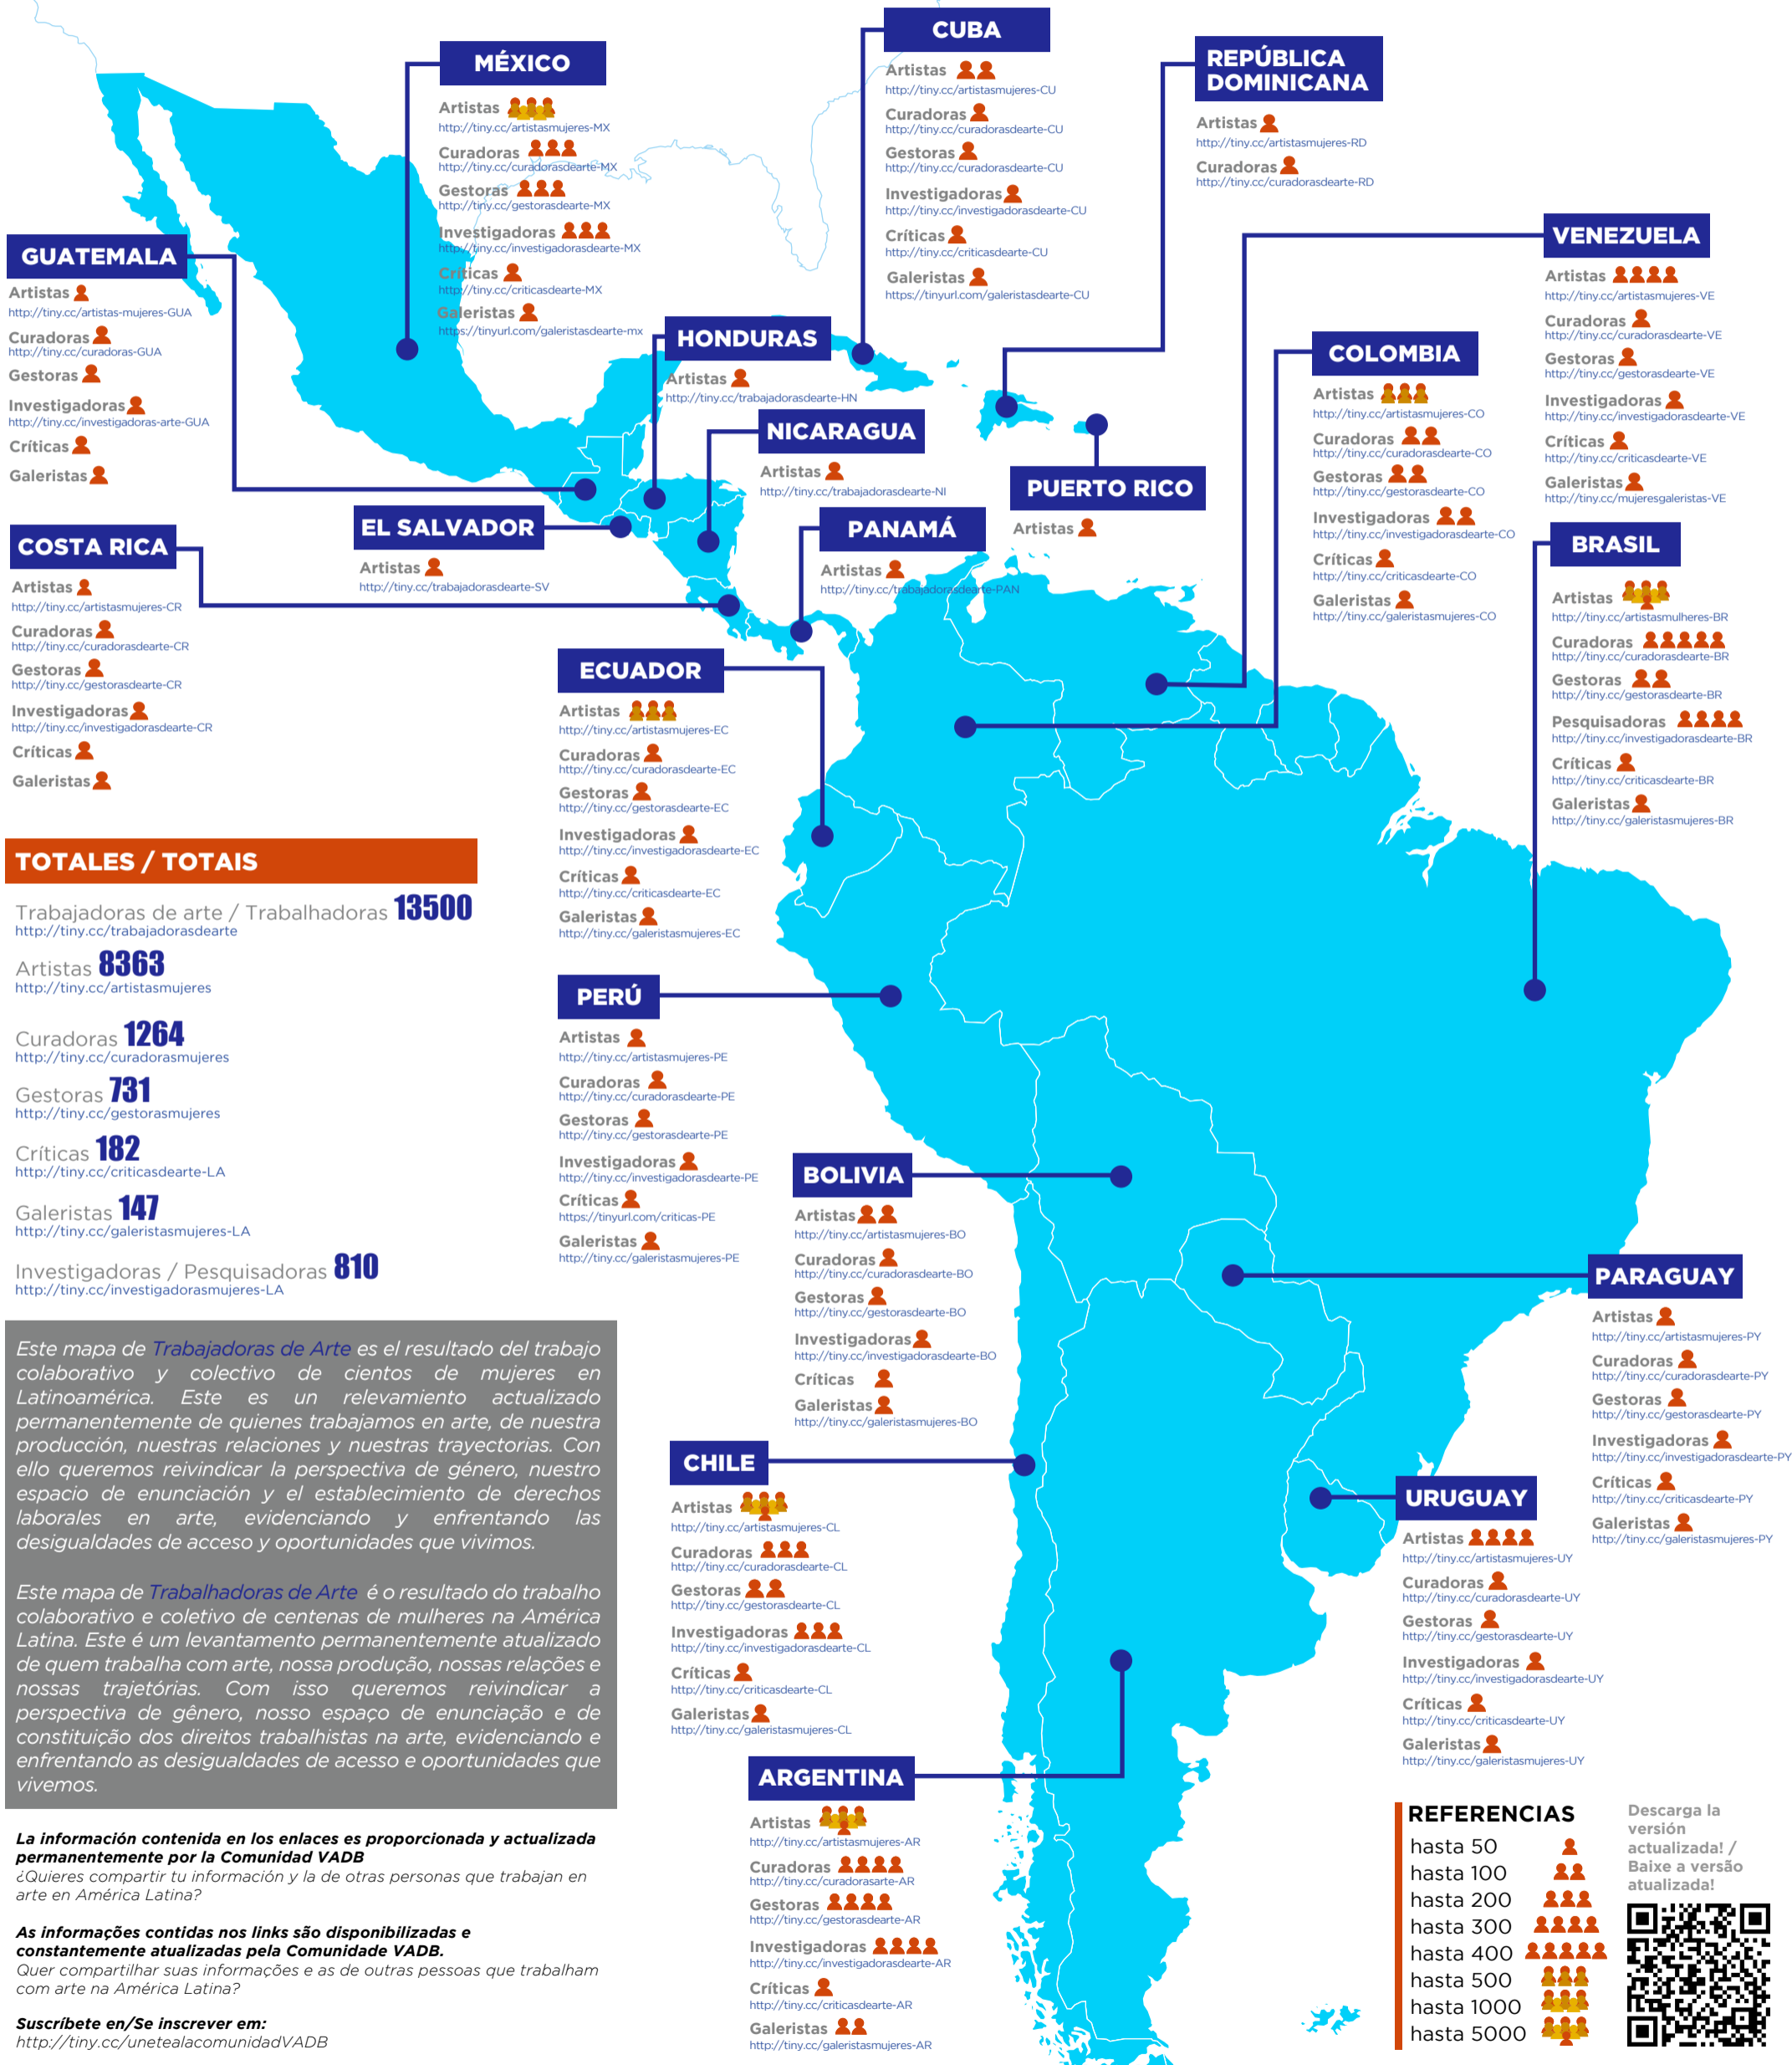 MÉXICO
Artistas
http://tiny.cc/artistasmujeres-MX
Curadoras
http://tiny.cc/curadorasdearte-MX
Gestoras
http://tiny.cc/gestorasdearte-MX
Investigadoras
http://tiny.cc/investigadorasdearte-MX
Críticas
http://tiny.cc/criticasdearte-MX
Galeristas
https://tinyurl.com/galeristasdearte-mx
CUBA
Artistas
http://tiny.cc/artistasmujeres-CU
Curadoras
http://tiny.cc/curadorasdearte-CU
Gestoras
http://tiny.cc/curadorasdearte-CU
Investigadoras
http://tiny.cc/investigadorasdearte-CU
Críticas
http://tiny.cc/criticasdearte-CU
Galeristas
https://tinyurl.com/galeristasdearte-CU
REPÚBLICA
DOMINICANA
Artistas
http://tiny.cc/artistasmujeres-RD
Curadoras
http://tiny.cc/curadorasdearte-RD
GUATEMALA
Artistas
http://tiny.cc/artistas-mujeres-GUA
Curadoras
http://tiny.cc/curadoras-GUA
Gestoras
Investigadoras
http://tiny.cc/investigadoras-arte-GUA
Críticas
Galeristas
HONDURAS
Artistas
http://tiny.cc/trabajadorasdearte-HN
NICARAGUA
Artistas
http://tiny.cc/trabajadorasdearte-NI
PUERTO RICO
Artistas
EL SALVADOR
Artistas
http://tiny.cc/trabajadorasdearte-SV
PANAMÁ
Artistas
http://tiny.cc/trabajadorasdearte-PAN
COSTA RICA
Artistas
http://tiny.cc/artistasmujeres-CR
Curadoras
http://tiny.cc/curadorasdearte-CR
Gestoras
http://tiny.cc/gestorasdearte-CR
Investigadoras
http://tiny.cc/investigadorasdearte-CR
Críticas
Galeristas
VENEZUELA
Artistas
http://tiny.cc/artistasmujeres-VE
Curadoras
http://tiny.cc/curadorasdearte-VE
Gestoras
http://tiny.cc/gestorasdearte-VE
Investigadoras
http://tiny.cc/investigadorasdearte-VE
Críticas
http://tiny.cc/criticasdearte-VE
Galeristas
http://tiny.cc/mujeresgaleristas-VE
COLOMBIA
Artistas
http://tiny.cc/artistasmujeres-CO
Curadoras
http://tiny.cc/curadorasdearte-CO
Gestoras
http://tiny.cc/gestorasdearte-CO
Investigadoras
http://tiny.cc/investigadorasdearte-CO
Críticas
http://tiny.cc/criticasdearte-CO
Galeristas
http://tiny.cc/galeristasmujeres-CO
BRASIL
Artistas
http://tiny.cc/artistasmulheres-BR
Curadoras
http://tiny.cc/curadorasdearte-BR
Gestoras
http://tiny.cc/gestorasdearte-BR
Pesquisadoras
http://tiny.cc/investigadorasdearte-BR
Críticas
http://tiny.cc/criticasdearte-BR
Galeristas
http://tiny.cc/galeristasmujeres-BR
ECUADOR
Artistas
http://tiny.cc/artistasmujeres-EC
Curadoras
http://tiny.cc/curadorasdearte-EC
Gestoras
http://tiny.cc/gestorasdearte-EC
Investigadoras
http://tiny.cc/investigadorasdearte-EC
Críticas
http://tiny.cc/criticasdearte-EC
Galeristas
http://tiny.cc/galeristasmujeres-EC
TOTALES / TOTAIS
Trabajadoras de arte / Trabalhadoras 13500
http://tiny.cc/trabajadorasdearte
Artistas 8363
http://tiny.cc/artistasmujeres
Curadoras 1264
http://tiny.cc/curadorasmujeres
Gestoras 731
http://tiny.cc/gestorasmujeres
Críticas 182
http://tiny.cc/criticasdearte-LA
Galeristas 147
http://tiny.cc/galeristasmujeres-LA
Investigadoras / Pesquisadoras 810
http://tiny.cc/investigadorasmujeres-LA
PERÚ
Artistas
http://tiny.cc/artistasmujeres-PE
Curadoras
http://tiny.cc/curadorasdearte-PE
Gestoras
http://tiny.cc/gestorasdearte-PE
Investigadoras
http://tiny.cc/investigadorasdearte-PE
Críticas
https://tinyurl.com/criticas-PE
Galeristas
http://tiny.cc/galeristasmujeres-PE
BOLIVIA
Artistas
http://tiny.cc/artistasmujeres-BO
Curadoras
http://tiny.cc/curadorasdearte-BO
Gestoras
http://tiny.cc/gestorasdearte-BO
Investigadoras
http://tiny.cc/investigadorasdearte-BO
Críticas
Galeristas
http://tiny.cc/galeristasmujeres-BO
PARAGUAY
Artistas
http://tiny.cc/artistasmujeres-PY
Curadoras
http://tiny.cc/curadorasdearte-PY
Gestoras
http://tiny.cc/gestorasdearte-PY
Investigadoras
http://tiny.cc/investigadorasdearte-PY
Críticas
http://tiny.cc/criticasdearte-PY
Galeristas
http://tiny.cc/galeristasmujeres-PY
Este mapa de Trabajadoras de Arte es el resultado del trabajo
colaborativo y colectivo de cientos de mujeres en
Latinoamérica. Este es un relevamiento actualizado
permanentemente de quienes trabajamos en arte, de nuestra
producción, nuestras relaciones y nuestras trayectorias. Con
ello queremos reivindicar la perspectiva de género, nuestro
espacio de enunciación y el establecimiento de derechos
laborales en arte, evidenciando y enfrentando las
desigualdades de acceso y oportunidades que vivimos.
Este mapa de Trabalhadoras de Arte é o resultado do trabalho
colaborativo e coletivo de centenas de mulheres na América
Latina. Este é um levantamento permanentemente atualizado
de quem trabalha com arte, nossa produção, nossas relações e
nossas trajetórias. Com isso queremos reivindicar a
perspectiva de gênero, nosso espaço de enunciação e de
constituição dos direitos trabalhistas na arte, evidenciando e
enfrentando as desigualdades de acesso e oportunidades que
vivemos.
CHILE
Artistas
http://tiny.cc/artistasmujeres-CL
Curadoras
http://tiny.cc/curadorasdearte-CL
Gestoras
http://tiny.cc/gestorasdearte-CL
Investigadoras
http://tiny.cc/investigadorasdearte-CL
Críticas
http://tiny.cc/criticasdearte-CL
Galeristas
http://tiny.cc/galeristasmujeres-CL
URUGUAY
Artistas
http://tiny.cc/artistasmujeres-UY
Curadoras
http://tiny.cc/curadorasdearte-UY
Gestoras
http://tiny.cc/gestorasdearte-UY
Investigadoras
http://tiny.cc/investigadorasdearte-UY
Críticas
http://tiny.cc/criticasdearte-UY
Galeristas
http://tiny.cc/galeristasmujeres-UY
ARGENTINA
Artistas
http://tiny.cc/artistasmujeres-AR
Curadoras
http://tiny.cc/curadorasarte-AR
Gestoras
http://tiny.cc/gestorasdearte-AR
Investigadoras
http://tiny.cc/investigadorasdearte-AR
Críticas
http://tiny.cc/criticasdearte-AR
Galeristas
http://tiny.cc/galeristasmujeres-AR
La información contenida en los enlaces es proporcionada y actualizada
permanentemente por la Comunidad VADB
¿Quieres compartir tu información y la de otras personas que trabajan en
arte en América Latina?
As informações contidas nos links são disponibilizadas e
constantemente atualizadas pela Comunidade VADB.
Quer compartilhar suas informações e as de outras pessoas que trabalham
com arte na América Latina?
Suscríbete en/Se inscrever em:
http://tiny.cc/unetealacomunidadVADB
REFERENCIAS
hasta 50
hasta 100
hasta 200
hasta 300
hasta 400
hasta 500
hasta 1000
hasta 5000
Descarga la
versión
actualizada! /
Baixe a versão
atualizada!